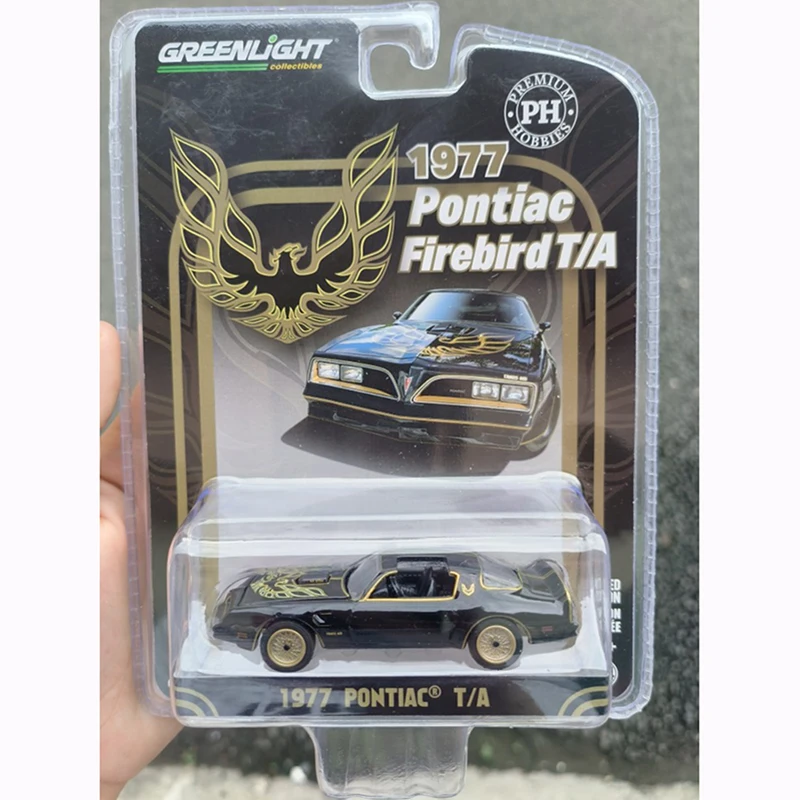 GREENLiGHT
collectibles
PREMIUM
PH
HOBBIES
1977
Pontiac
Firebird T/A
1977 PONTIAC® T/A